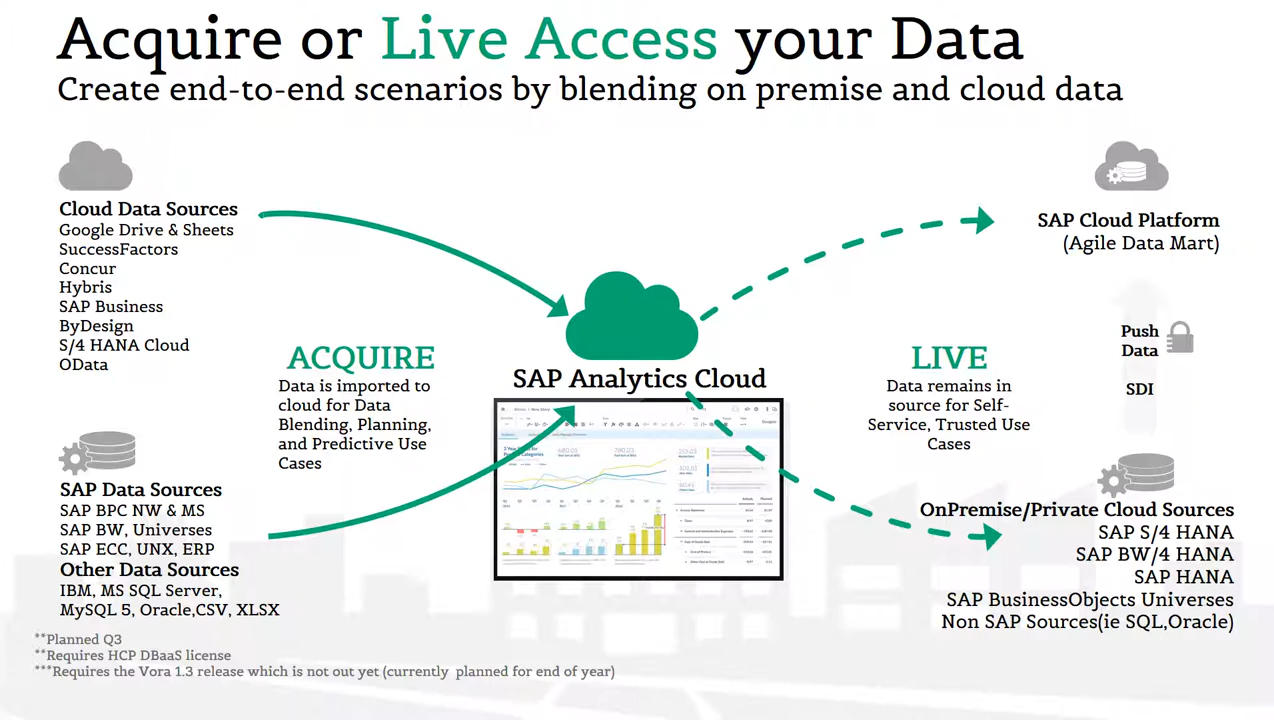 Acquire or Live Access your Data
Create end-to-end scenarios by blending on premise and cloud data
Cloud Data Sources
Google Drive & Sheets
SuccessFactors
Concur
Hybris
SAP Business
ByDesign
S/4 HANA Cloud
OData
ACQUIRE
Data is imported to
cloud for Data
Blending, Planning,
and Predictive Use
Cases
SAP Data Sources
SAP BPC NW & MS
SAP BW, Universes
SAP ECC, UNX, ERP
Other Data Sources
IBM, MS SQL Server,
MySQL 5, Oracle,CSV, XLSX
SAP Analytics Cloud
LIVE
Data remains in
source for Self-
Service, Trusted Use
Cases
SAP Cloud Platform
(Agile Data Mart)
Push
Data
SDI
OnPremise/Private Cloud Sources
SAP S/4 HANA
SAP BW/4 HANA
SAP HANA
SAP BusinessObjects Universes
Non SAP Sources(ie SQL,Oracle)
**Planned Q3
**Requires HCP DBaaS license
***Requires the Vora 1.3 release which is not out yet (currently planned for end of year)